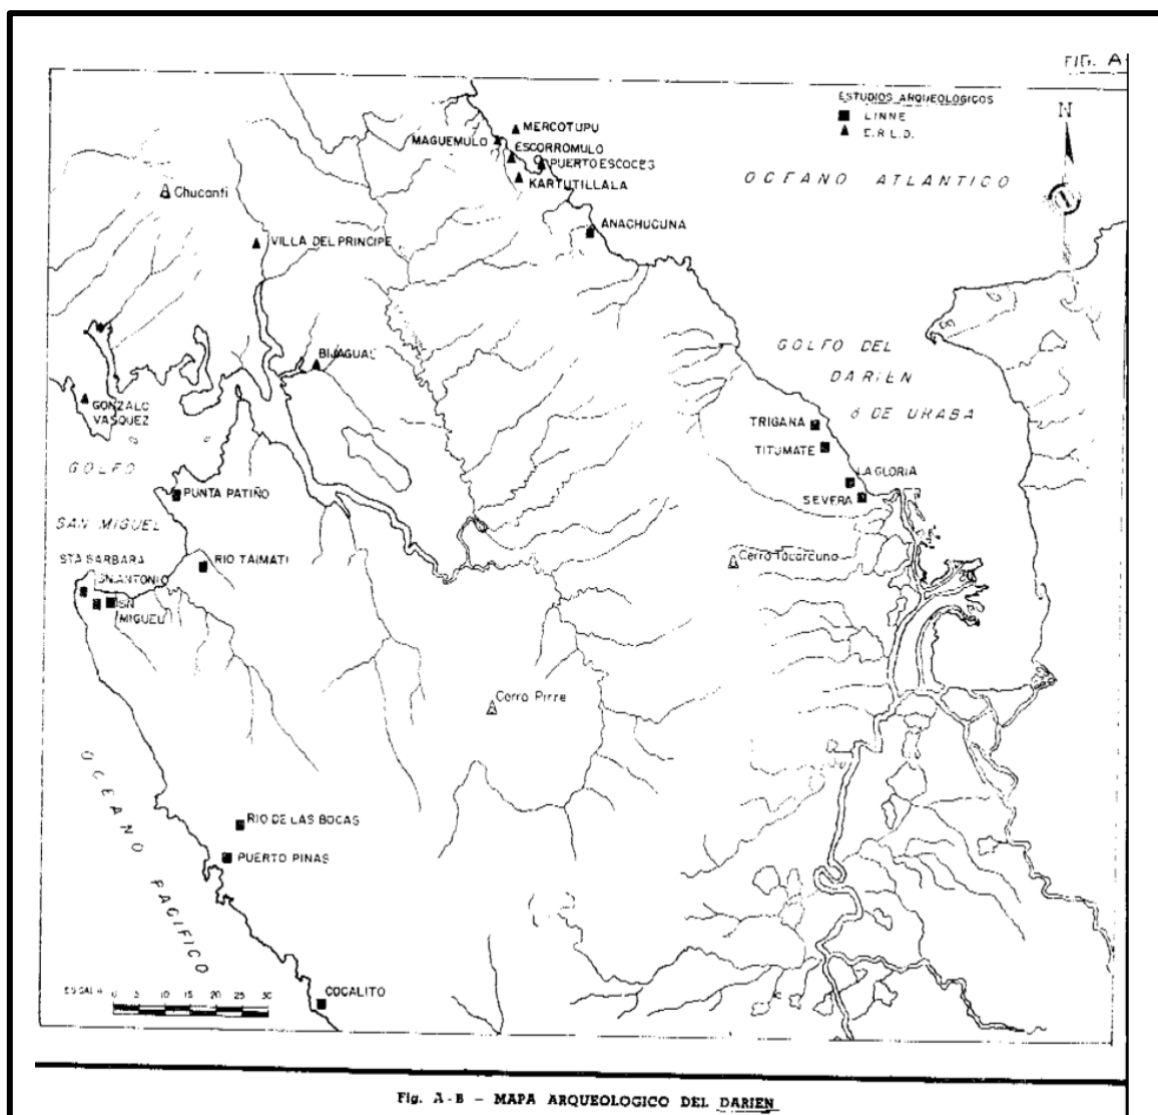 FIG. A
ESTUDIOS ARQUEOLOGICOS
LINNE
E.R.L.D.
N
MERCOTUPU
MAGUEMULO
ESCORROMULO
PUERTO ESCOCES
KARTUTILLALA
OCEANO ATLANTICO
Chucanti
ANACHUCUNA
VILLA DEL PRINCIPE
GOLFO DEL
DARIEN
ó DE URABA
BIJAGUAL
GONZALO
VASQUEZ
TRIGANA
TITUMATE
GOLFO
LA GLORIA
PUNTA PATIÑO
SEVERA
SAN MIGUEL
STA BARBARA
RIO TAIMATI
Cerro Tacarcuna
SN ANTONIO
SN
MIGUEL
Cerro Pirre
OCEANO PACIFICO
RIO DE LAS BOCAS
PUERTO PINAS
ESCALA 0 5 10 15 20 25 30
COCALITO
Fig. A-B - MAPA ARQUEOLOGICO DEL DARIEN